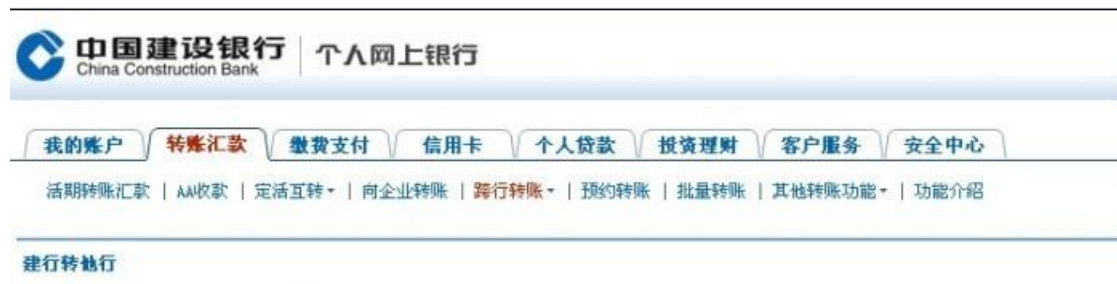 中国建设银行 | 个人网上银行
China Construction Bank
我的账户 转账汇款 缴费支付 信用卡 个人贷款 投资理财 客户服务 安全中心
活期转账汇款 | AA收款 | 定活互转 | 向企业转账 | 跨行转账 | 预约转账 | 批量转账 | 其他转账功能 | 功能介绍
建行转他行